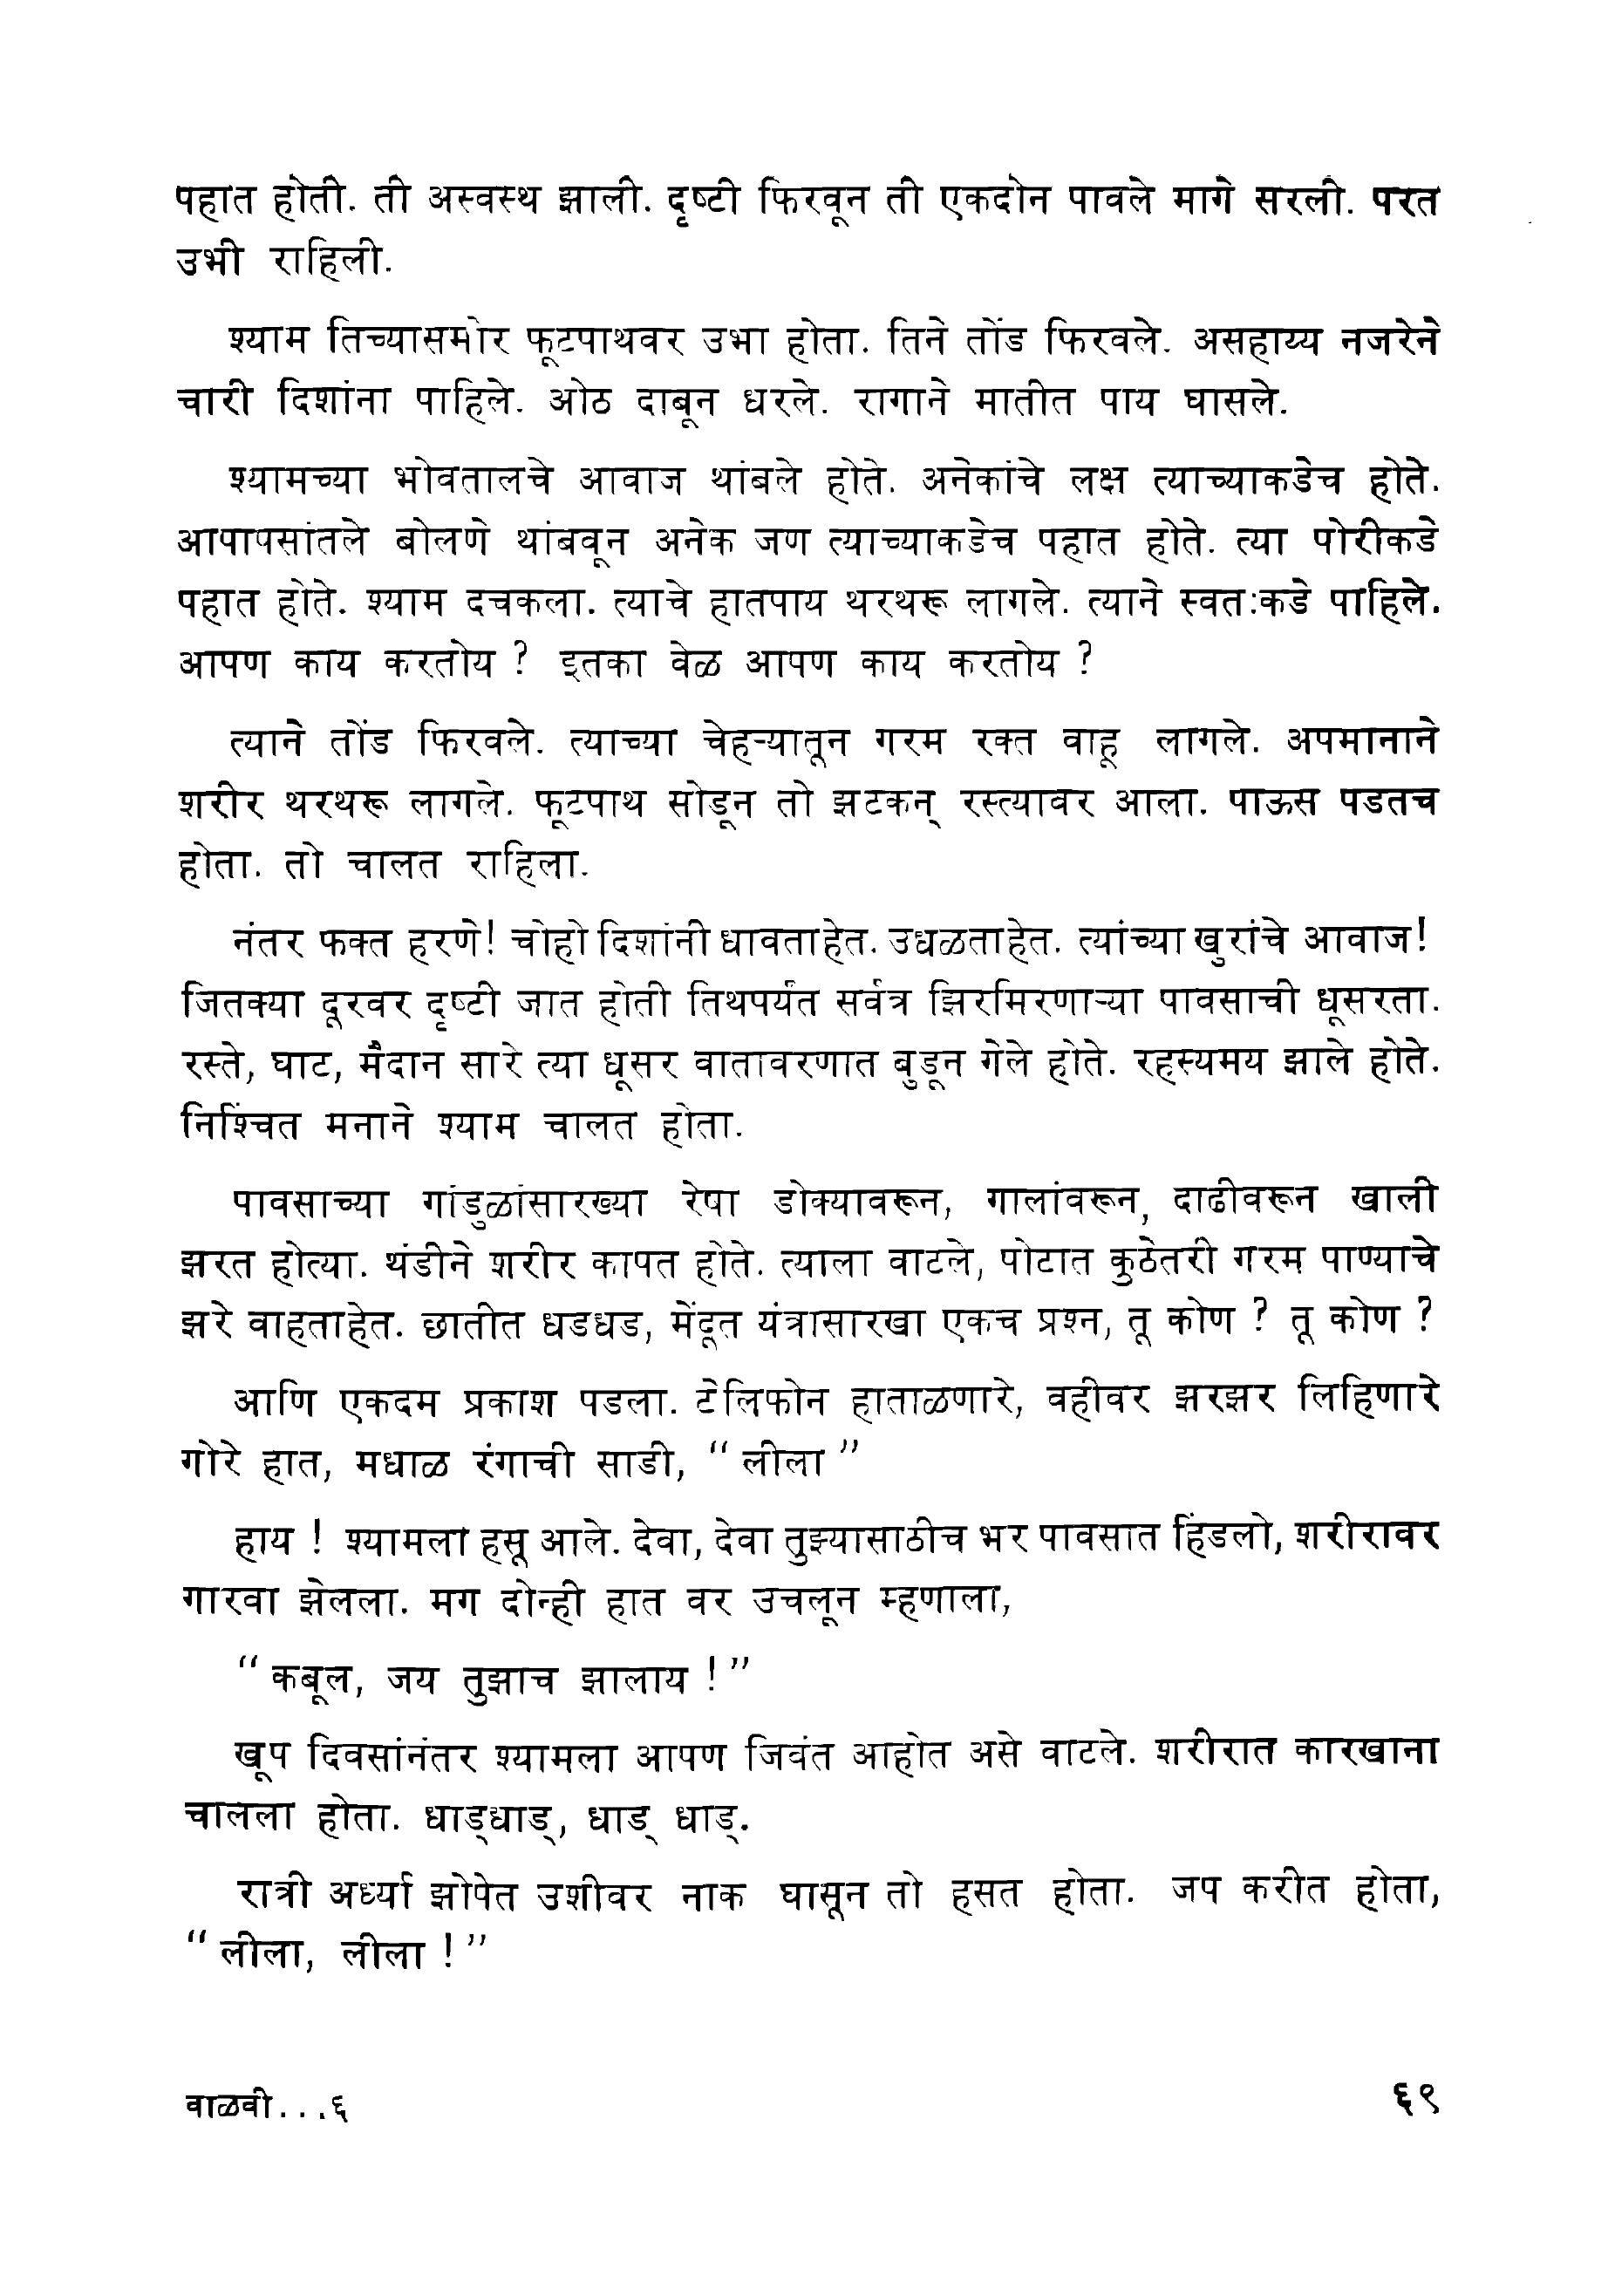 पहात होती. ती अस्वस्थ झाली. दृष्टी फिरवून ती एकदोन पावले मागे सरली. परत
उभी राहिली.
श्याम तिच्यासमोर फूटपाथवर उभा होता. तिने तोंड फिरवले. असहाय्य नजरेने
चारी दिशांना पाहिले. ओठ दाबून धरले. रागाने मातीत पाय घासले.
श्यामच्या भोवतालचे आवाज थांबले होते. अनेकांचे लक्ष त्याच्याकडेच होते.
आपापसांतले बोलणे थांबवून अनेक जण त्याच्याकडेच पहात होते. त्या पोरीकडे
पहात होते. श्याम दचकला. त्याचे हातपाय थरथरू लागले. त्याने स्वतःकडे पाहिले.
आपण काय करतोय ? इतका वेळ आपण काय करतोय ?
त्याने तोंड फिरवले. त्याच्या चेहऱ्यातून गरम रक्त वाहू लागले. अपमानाने
शरीर थरथरू लागले. फूटपाथ सोडून तो झटकन् रस्त्यावर आला. पाऊस पडतच
होता. तो चालत राहिला.
नंतर फक्त हरणे! चोहो दिशांनी धावताहेत. उधळताहेत. त्यांच्या खुरांचे आवाज!
जितक्या दूरवर दृष्टी जात होती तिथपर्यंत सर्वत्र झिरमिरणाऱ्या पावसाची धूसरता.
रस्ते, घाट, मैदान सारे त्या धूसर वातावरणात बुडून गेले होते. रहस्यमय झाले होते.
निश्चिंत मनाने श्याम चालत होता.
पावसाच्या गांडुळांसारख्या रेषा डोक्यावरून, गालांवरून, दाढीवरून खाली
झरत होत्या. थंडीने शरीर कापत होते. त्याला वाटले, पोटात कुठेतरी गरम पाण्याचे
झरे वाहताहेत. छातीत धडधड, मेंदूत यंत्रासारखा एकच प्रश्न, तू कोण ? तू कोण ?
आणि एकदम प्रकाश पडला. टेलिफोन हाताळणारे, वहीवर झरझर लिहिणारे
गोरे हात, मधाळ रंगाची साडी, “ लीला ”
हाय ! श्यामला हसू आले. देवा, देवा तुझ्यासाठीच भर पावसात हिंडलो, शरीरावर
गारवा झेलला. मग दोन्ही हात वर उचलून म्हणाला,
“ कबूल, जय तुझाच झालाय ! ”
खूप दिवसांनंतर श्यामला आपण जिवंत आहोत असे वाटले. शरीरात कारखाना
चालला होता. धाड्धाड्, धाड् धाड्.
रात्री अर्ध्या झोपेत उशीवर नाक घासून तो हसत होता. जप करीत होता,
“ लीला, लीला ! ”
वाळवी...६ ६९